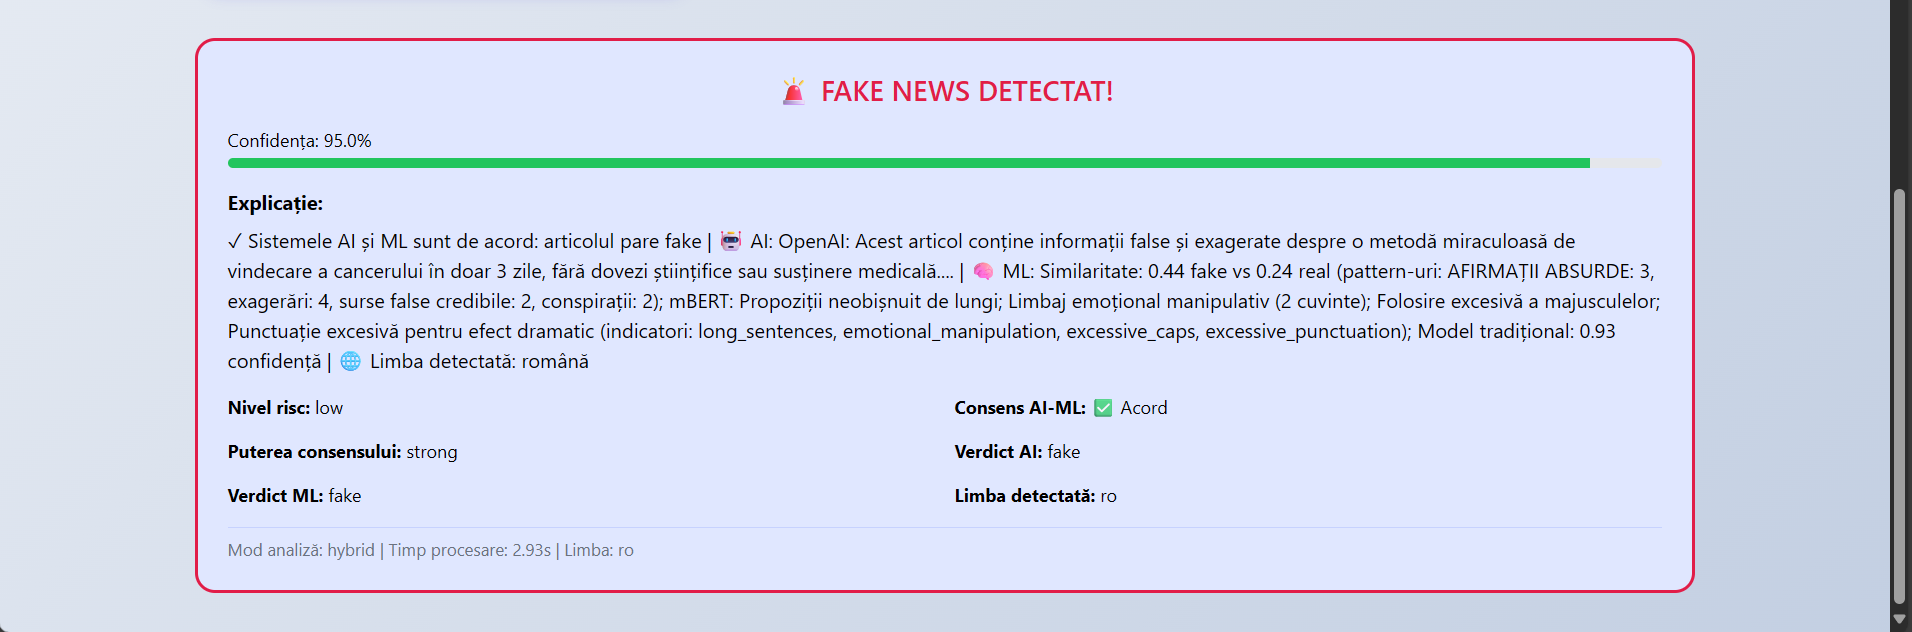 🚨 FAKE NEWS DETECTAT!
Confidența: 95.0%
Explicație:
✓ Sistemele AI și ML sunt de acord: articolul pare fake | 🤖 AI: OpenAI: Acest articol conține informații false și exagerate despre o metodă miraculoasă de
vindecare a cancerului în doar 3 zile, fără dovezi științifice sau susținere medicală.... | 🧠 ML: Similaritate: 0.44 fake vs 0.24 real (pattern-uri: AFIRMAȚII ABSURDE: 3,
exagerări: 4, surse false credibile: 2, conspirații: 2); mBERT: Propoziții neobișnuit de lungi; Limbaj emoțional manipulativ (2 cuvinte); Folosire excesivă a majusculelor;
Punctuație excesivă pentru efect dramatic (indicatori: long_sentences, emotional_manipulation, excessive_caps, excessive_punctuation); Model tradițional: 0.93
confidență | 🌐 Limba detectată: română
Nivel risc: low
Consens AI-ML: ✅ Acord
Puterea consensului: strong
Verdict AI: fake
Verdict ML: fake
Limba detectată: ro
Mod analiză: hybrid | Timp procesare: 2.93s | Limba: ro